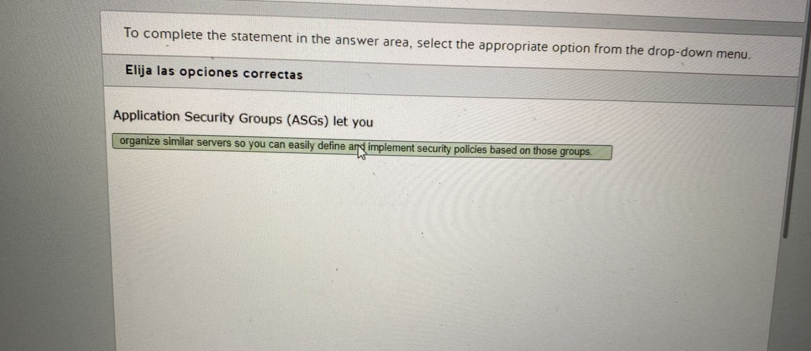 To complete the statement in the answer area, select the appropriate option from the drop-down menu.
Elija las opciones correctas
Application Security Groups (ASGs) let you
organize similar servers so you can easily define and implement security policies based on those groups.